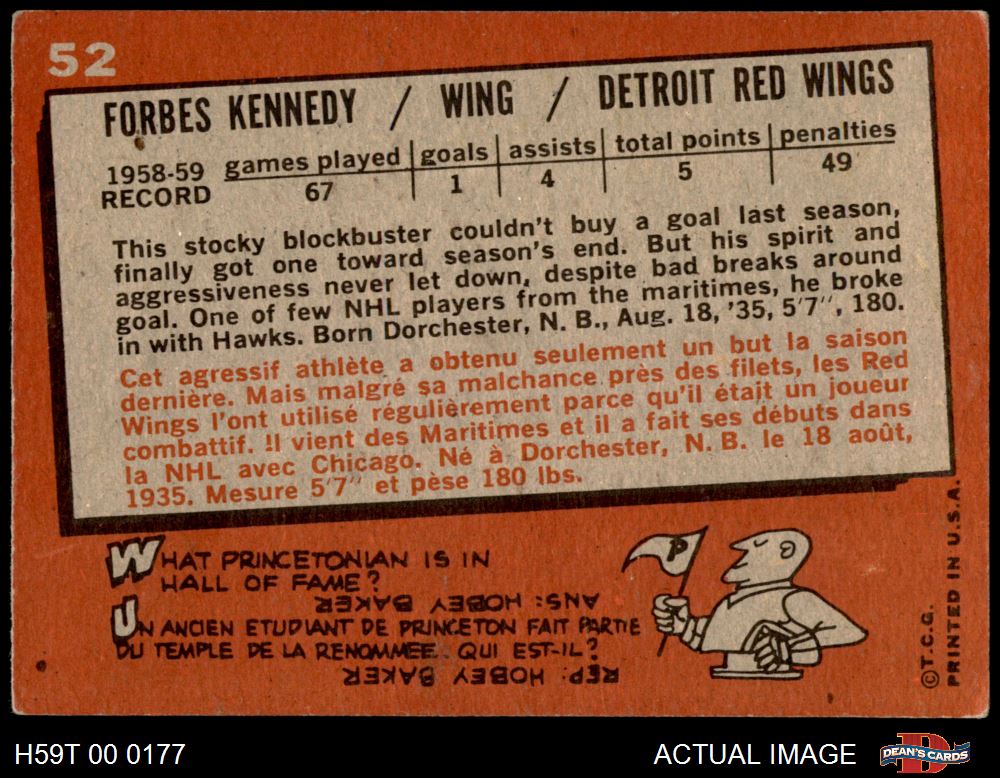 52
FORBES KENNEDY / WING / DETROIT RED WINGS
1958-59 RECORD
games played | goals | assists | total points | penalties
67 | 1 | 4 | 5 | 49
This stocky blockbuster couldn't buy a goal last season,
finally got one toward season's end. But his spirit and
aggressiveness never let down, despite bad breaks around
goal. One of few NHL players from the maritimes, he broke
in with Hawks. Born Dorchester, N. B., Aug. 18, '35, 5'7", 180.
Cet agressif athlète a obtenu seulement un but la saison
dernière. Mais malgré sa malchance près des filets, les Red
Wings l'ont utilisé régulièrement parce qu'il était un joueur
combattif. Il vient des Maritimes et il a fait ses débuts dans
la NHL avec Chicago. Né à Dorchester, N. B. le 18 août,
1935. Mesure 5'7" et pèse 180 lbs.
WHAT PRINCETONIAN IS IN
HALL OF FAME?
ANS: HOBEY BAKER
UN ANCIEN ETUDIANT DE PRINCETON FAIT PARTIE
DU TEMPLE DE LA RENOMMEE. QUI EST-IL?
REP: HOBEY BAKER
P
©T.C.G.
PRINTED IN U.S.A.
H59T 00 0177
ACTUAL IMAGE
D
DEAN'S CARDS